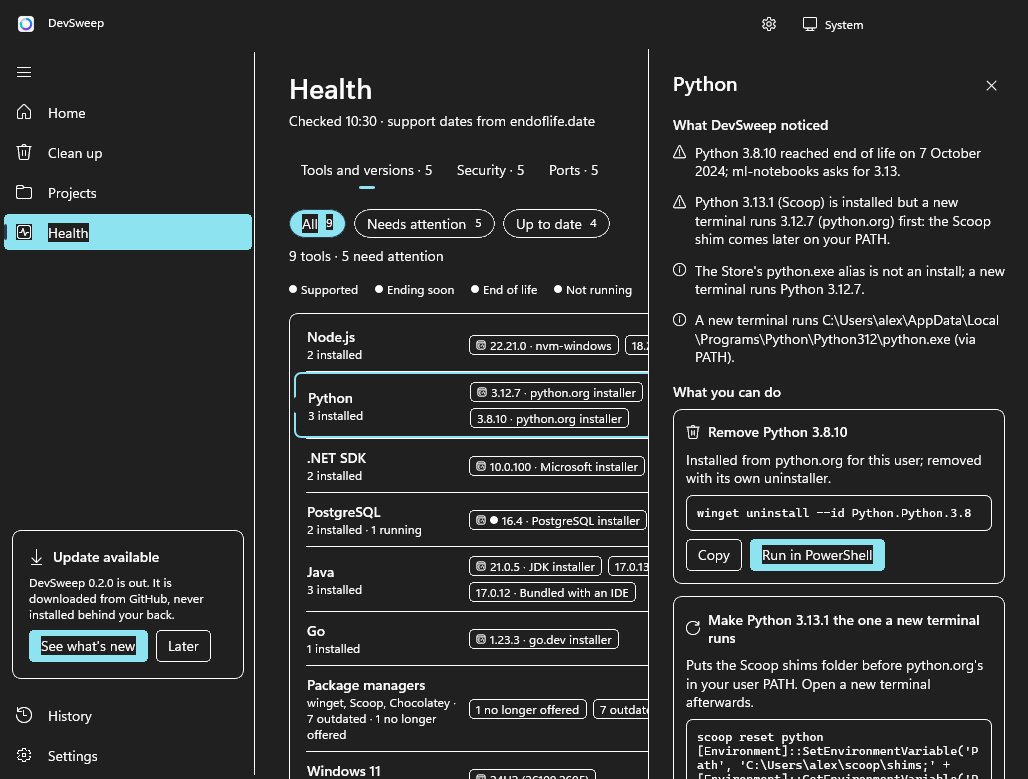 DevSweep
System
Home
Clean up
Projects
Health
Update available
DevSweep 0.2.0 is out. It is
downloaded from GitHub, never
installed behind your back.
See what's new
Later
History
Settings
Health
Checked 10:30 · support dates from endoflife.date
Tools and versions · 5
Security · 5
Ports · 5
All 9
Needs attention 5
Up to date 4
9 tools · 5 need attention
Supported
Ending soon
End of life
Not running
Node.js
2 installed
22.21.0 · nvm-windows
18.2
Python
3 installed
3.12.7 · python.org installer
3.8.10 · python.org installer
.NET SDK
2 installed
10.0.100 · Microsoft installer
PostgreSQL
2 installed · 1 running
16.4 · PostgreSQL installer
Java
3 installed
21.0.5 · JDK installer
17.0.13
17.0.12 · Bundled with an IDE
Go
1 installed
1.23.3 · go.dev installer
Package managers
winget, Scoop, Chocolatey ·
7 outdated · 1 no longer
offered
1 no longer offered
7 outdate
Windows 11
Python
What DevSweep noticed
Python 3.8.10 reached end of life on 7 October
2024; ml-notebooks asks for 3.13.
Python 3.13.1 (Scoop) is installed but a new
terminal runs 3.12.7 (python.org) first: the Scoop
shim comes later on your PATH.
The Store's python.exe alias is not an install; a new
terminal runs Python 3.12.7.
A new terminal runs C:\Users\alex\AppData\Local
\Programs\Python\Python312\python.exe (via
PATH).
What you can do
Remove Python 3.8.10
Installed from python.org for this user; removed
with its own uninstaller.
winget uninstall --id Python.Python.3.8
Copy
Run in PowerShell
Make Python 3.13.1 the one a new terminal
runs
Puts the Scoop shims folder before python.org's
in your user PATH. Open a new terminal
afterwards.
scoop reset python
[Environment]::SetEnvironmentVariable('P
ath', 'C:\Users\alex\scoop\shims;' +